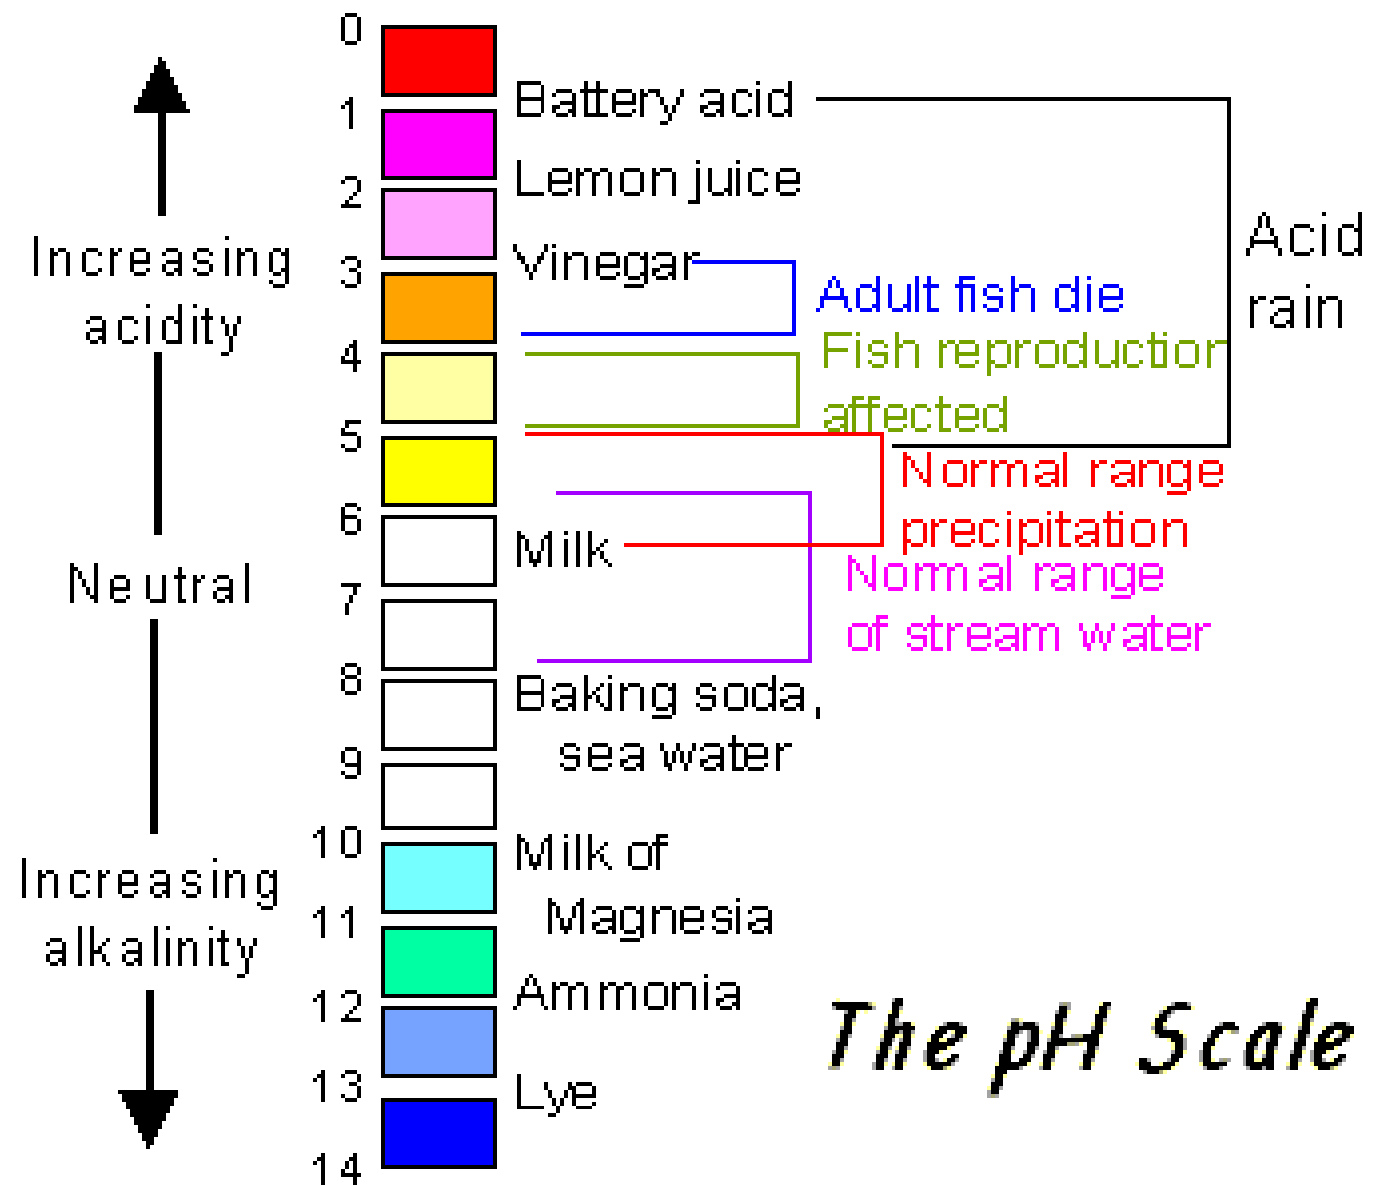 0
1
2
3
4
5
6
7
8
9
10
11
12
13
14
Increasing
acidity
Neutral
Increasing
alkalinity
Battery acid
Lemon juice
Vinegar
Milk
Baking soda,
sea water
Milk of
Magnesia
Ammonia
Lye
Adult fish die
Fish reproduction
affected
Normal range
precipitation
Normal range
of stream water
Acid
rain
The pH Scale